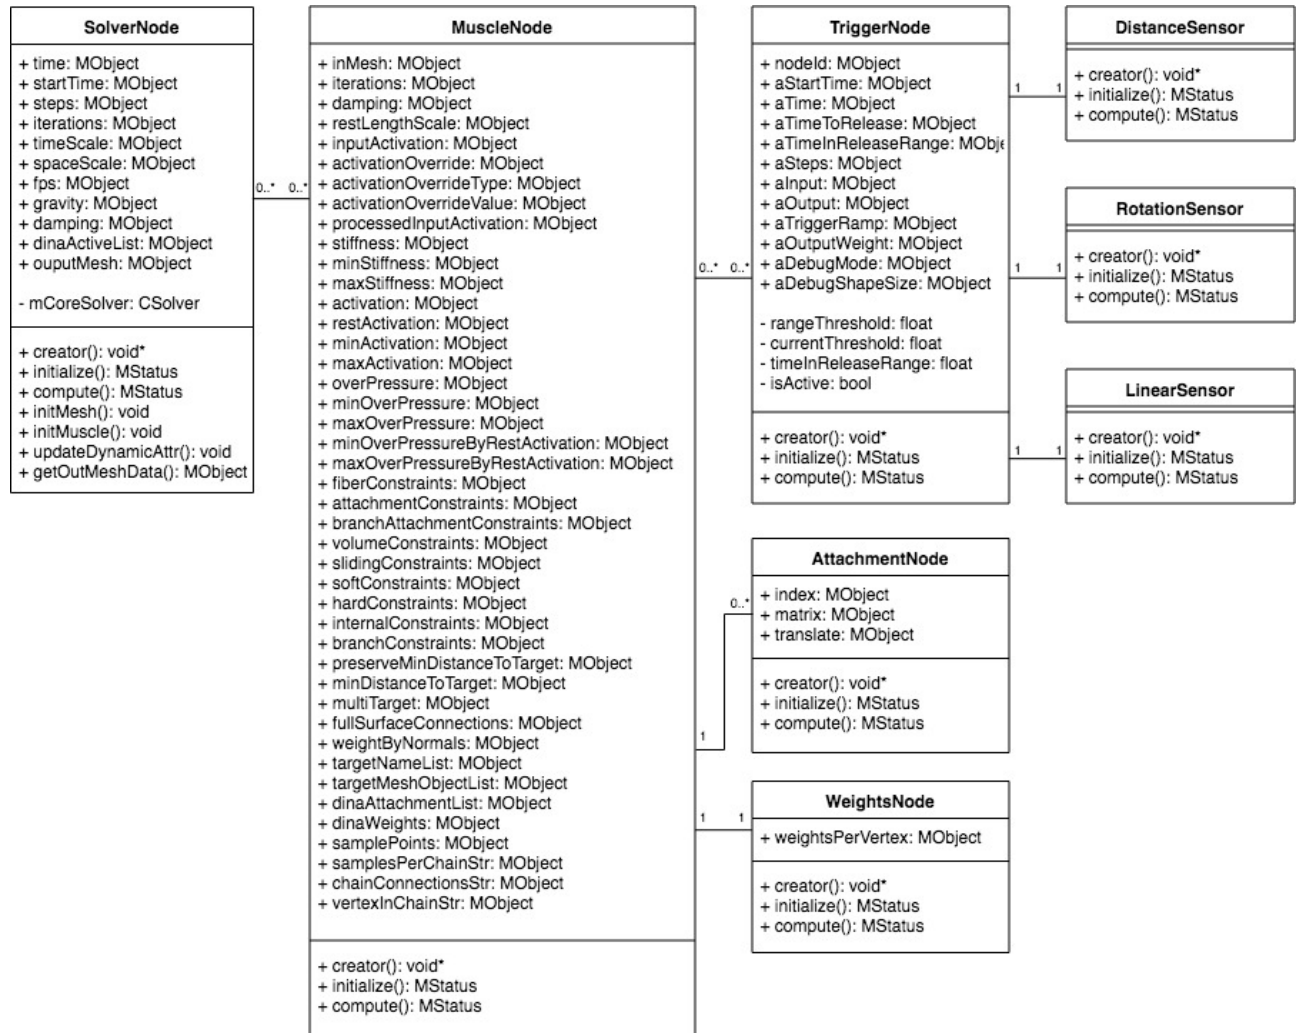 SolverNode
+ time: MObject
+ startTime: MObject
+ steps: MObject
+ iterations: MObject
+ timeScale: MObject
+ spaceScale: MObject
+ fps: MObject
+ gravity: MObject
+ damping: MObject
+ dinaActiveList: MObject
+ ouputMesh: MObject
- mCoreSolver: CSolver
+ creator(): void*
+ initialize(): MStatus
+ compute(): MStatus
+ initMesh(): void
+ initMuscle(): void
+ updateDynamicAttr(): void
+ getOutMeshData(): MObject
0..* 0..*
MuscleNode
+ inMesh: MObject
+ iterations: MObject
+ damping: MObject
+ restLengthScale: MObject
+ inputActivation: MObject
+ activationOverride: MObject
+ activationOverrideType: MObject
+ activationOverrideValue: MObject
+ processedInputActivation: MObject
+ stiffness: MObject
+ minStiffness: MObject
+ maxStiffness: MObject
+ activation: MObject
+ restActivation: MObject
+ minActivation: MObject
+ maxActivation: MObject
+ overPressure: MObject
+ minOverPressure: MObject
+ maxOverPressure: MObject
+ minOverPressureByRestActivation: MObject
+ maxOverPressureByRestActivation: MObject
+ fiberConstraints: MObject
+ attachmentConstraints: MObject
+ branchAttachmentConstraints: MObject
+ volumeConstraints: MObject
+ slidingConstraints: MObject
+ softConstraints: MObject
+ hardConstraints: MObject
+ internalConstraints: MObject
+ branchConstraints: MObject
+ preserveMinDistanceToTarget: MObject
+ minDistanceToTarget: MObject
+ multiTarget: MObject
+ fullSurfaceConnections: MObject
+ weightByNormals: MObject
+ targetNameList: MObject
+ targetMeshObjectList: MObject
+ dinaAttachmentList: MObject
+ dinaWeights: MObject
+ samplePoints: MObject
+ samplesPerChainStr: MObject
+ chainConnectionsStr: MObject
+ vertexInChainStr: MObject
+ creator(): void*
+ initialize(): MStatus
+ compute(): MStatus
0..* 0..*
0..*
1
1 1
TriggerNode
+ nodeId: MObject
+ aStartTime: MObject
+ aTime: MObject
+ aTimeToRelease: MObject
+ aTimeInReleaseRange: MObje
+ aSteps: MObject
+ aInput: MObject
+ aOutput: MObject
+ aTriggerRamp: MObject
+ aOutputWeight: MObject
+ aDebugMode: MObject
+ aDebugShapeSize: MObject
- rangeThreshold: float
- currentThreshold: float
- timeInReleaseRange: float
- isActive: bool
+ creator(): void*
+ initialize(): MStatus
+ compute(): MStatus
AttachmentNode
+ index: MObject
+ matrix: MObject
+ translate: MObject
+ creator(): void*
+ initialize(): MStatus
+ compute(): MStatus
WeightsNode
+ weightsPerVertex: MObject
+ creator(): void*
+ initialize(): MStatus
+ compute(): MStatus
1 1
DistanceSensor
+ creator(): void*
+ initialize(): MStatus
+ compute(): MStatus
1 1
RotationSensor
+ creator(): void*
+ initialize(): MStatus
+ compute(): MStatus
1 1
LinearSensor
+ creator(): void*
+ initialize(): MStatus
+ compute(): MStatus